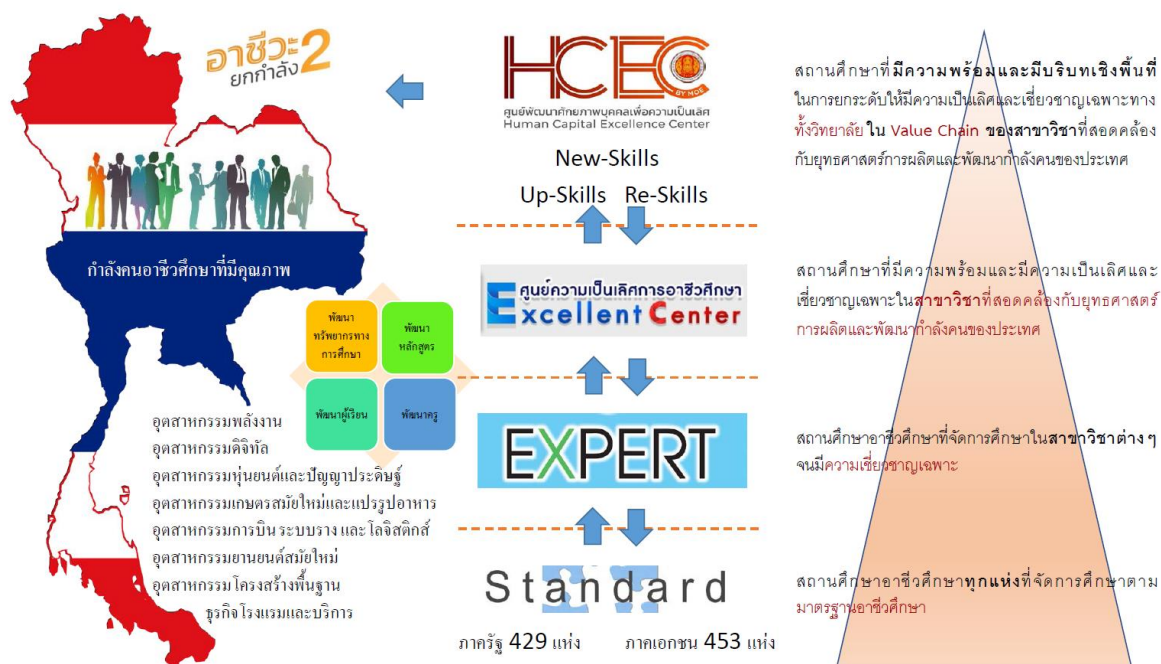 อาชีวะ2
ยกกำลัง
HCEC
BY MOE
ศูนย์พัฒนาศักยภาพบุคคลเพื่อความเป็นเลิศ
Human Capital Excellence Center
New-Skills
Up-Skills Re-Skills
สถานศึกษาที่มีความพร้อมและมีบริบทเชิงพื้นที่
ในการยกระดับให้มีความเป็นเลิศและเชี่ยวชาญเฉพาะทาง
ทั้งวิทยาลัย ใน Value Chain ของสาขาวิชาที่สอดคล้อง
กับยุทธศาสตร์การผลิตและพัฒนากำลังคนของประเทศ
กำลังคนอาชีวศึกษาที่มีคุณภาพ
ศูนย์ความเป็นเลิศการอาชีวศึกษา
Excellent Center
สถานศึกษาที่มีความพร้อมและมีความเป็นเลิศและ
เชี่ยวชาญเฉพาะในสาขาวิชาที่สอดคล้องกับยุทธศาสตร์
การผลิตและพัฒนากำลังคนของประเทศ
พัฒนา
ทรัพยากรทาง
การศึกษา
พัฒนา
หลักสูตร
พัฒนาผู้เรียน
พัฒนาครู
EXPERT
สถานศึกษาอาชีวศึกษาที่จัดการศึกษาในสาขาวิชาต่าง ๆ
จนมีความเชี่ยวชาญเฉพาะ
อุตสาหกรรมพลังงาน
อุตสาหกรรมดิจิทัล
อุตสาหกรรมหุ่นยนต์และปัญญาประดิษฐ์
อุตสาหกรรมเกษตรสมัยใหม่และแปรรูปอาหาร
อุตสาหกรรมการบิน ระบบราง และโลจิสติกส์
อุตสาหกรรมยานยนต์สมัยใหม่
อุตสาหกรรมโครงสร้างพื้นฐาน
ธุรกิจโรงแรมและบริการ
Standard
ภาครัฐ 429 แห่ง ภาคเอกชน 453 แห่ง
สถานศึกษาอาชีวศึกษาทุกแห่งที่จัดการศึกษาตาม
มาตรฐานอาชีวศึกษา